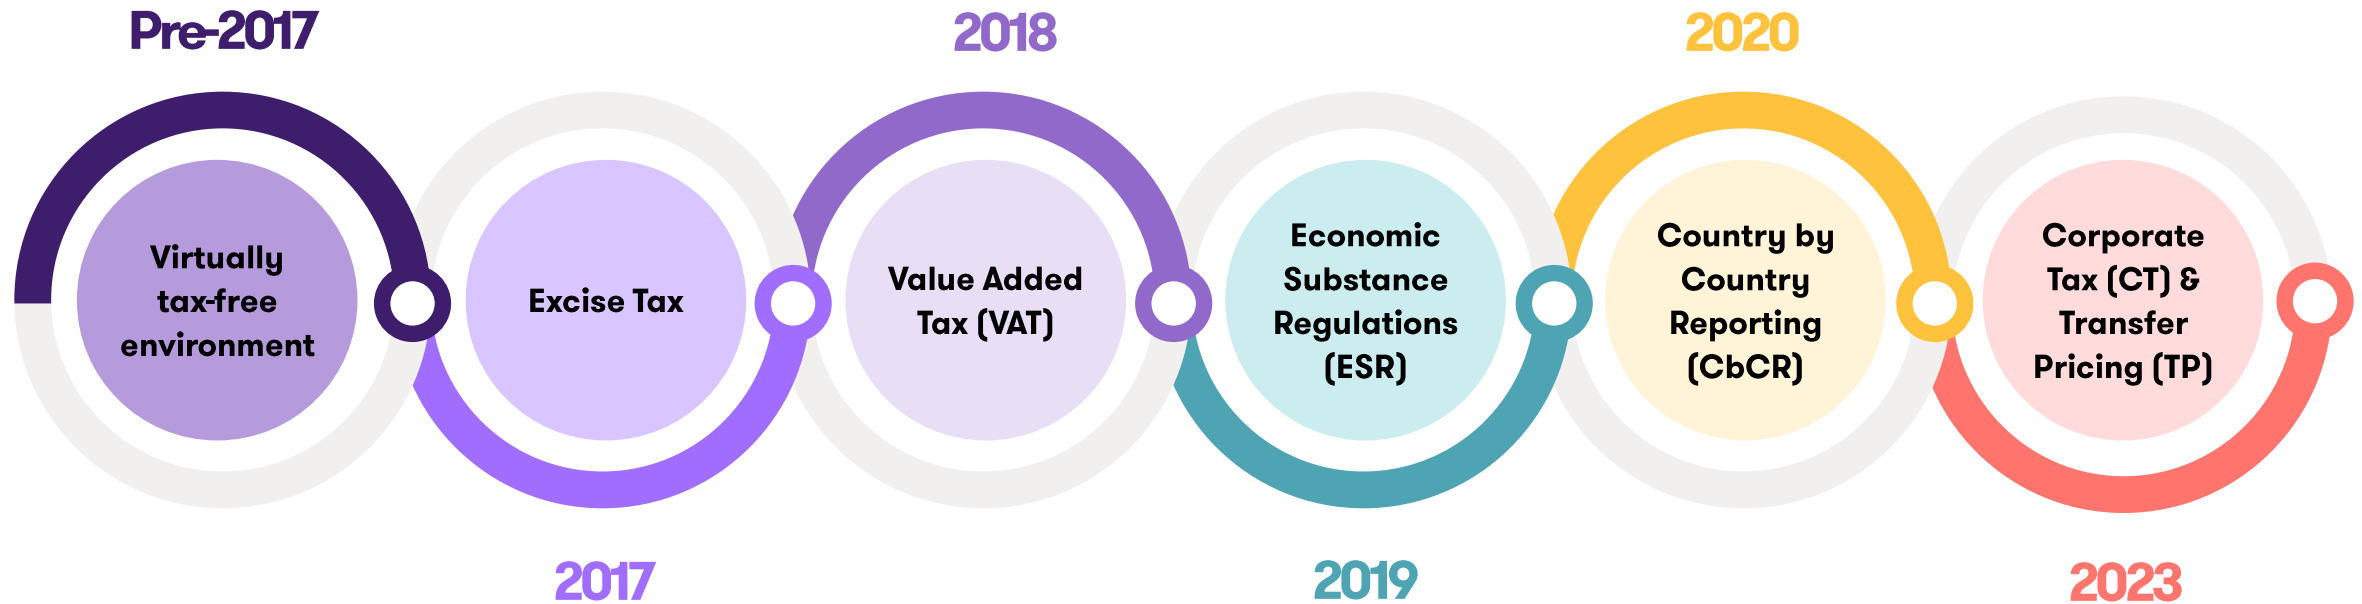 Pre-2017
Virtually
tax-free
environment
2017
Excise Tax
2018
Value Added
Tax (VAT)
2019
Economic
Substance
Regulations
(ESR)
2020
Country by
Country
Reporting
(CbCR)
2023
Corporate
Tax (CT) &
Transfer
Pricing (TP)